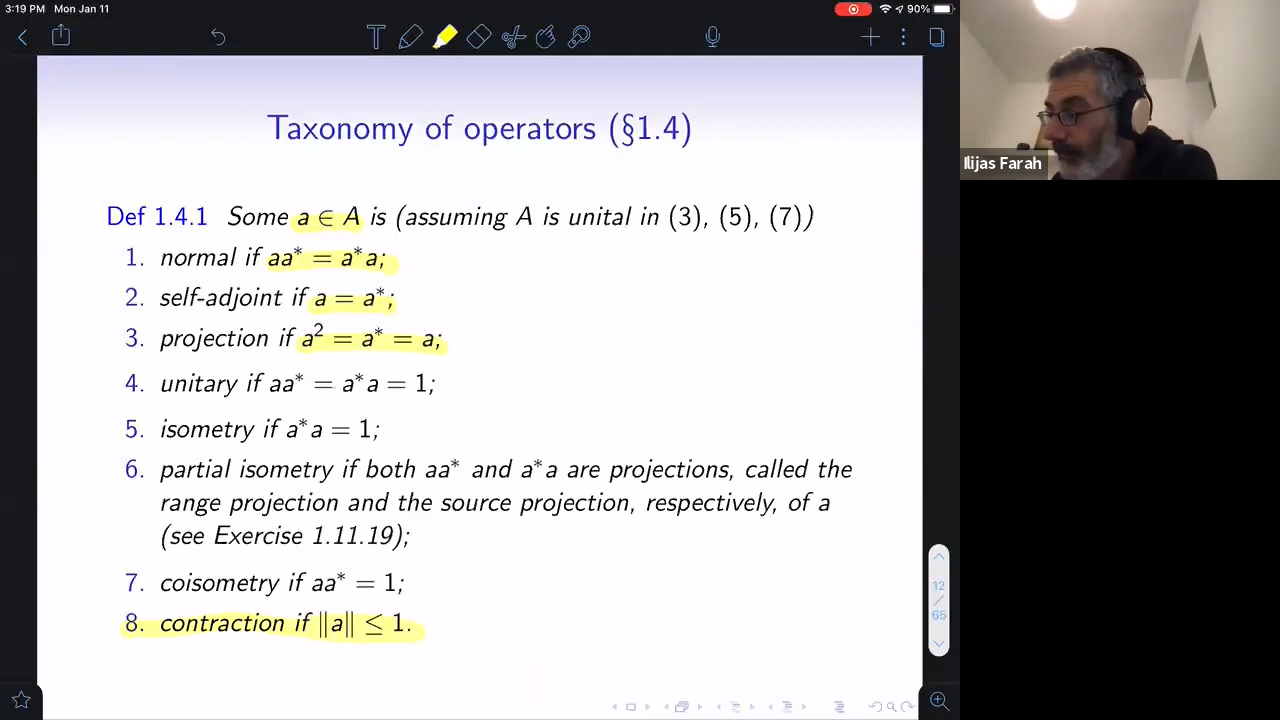 3:19 PM Mon Jan 11
90%
Taxonomy of operators (§1.4)
Def 1.4.1 Some a ∈ A is (assuming A is unital in (3), (5), (7))
1. normal if aa* = a*a;
2. self-adjoint if a = a*;
3. projection if a² = a* = a;
4. unitary if aa* = a*a = 1;
5. isometry if a*a = 1;
6. partial isometry if both aa* and a*a are projections, called the
range projection and the source projection, respectively, of a
(see Exercise 1.11.19);
7. coisometry if aa* = 1;
8. contraction if ‖a‖ ≤ 1.
12
/
65
Ilijas Farah